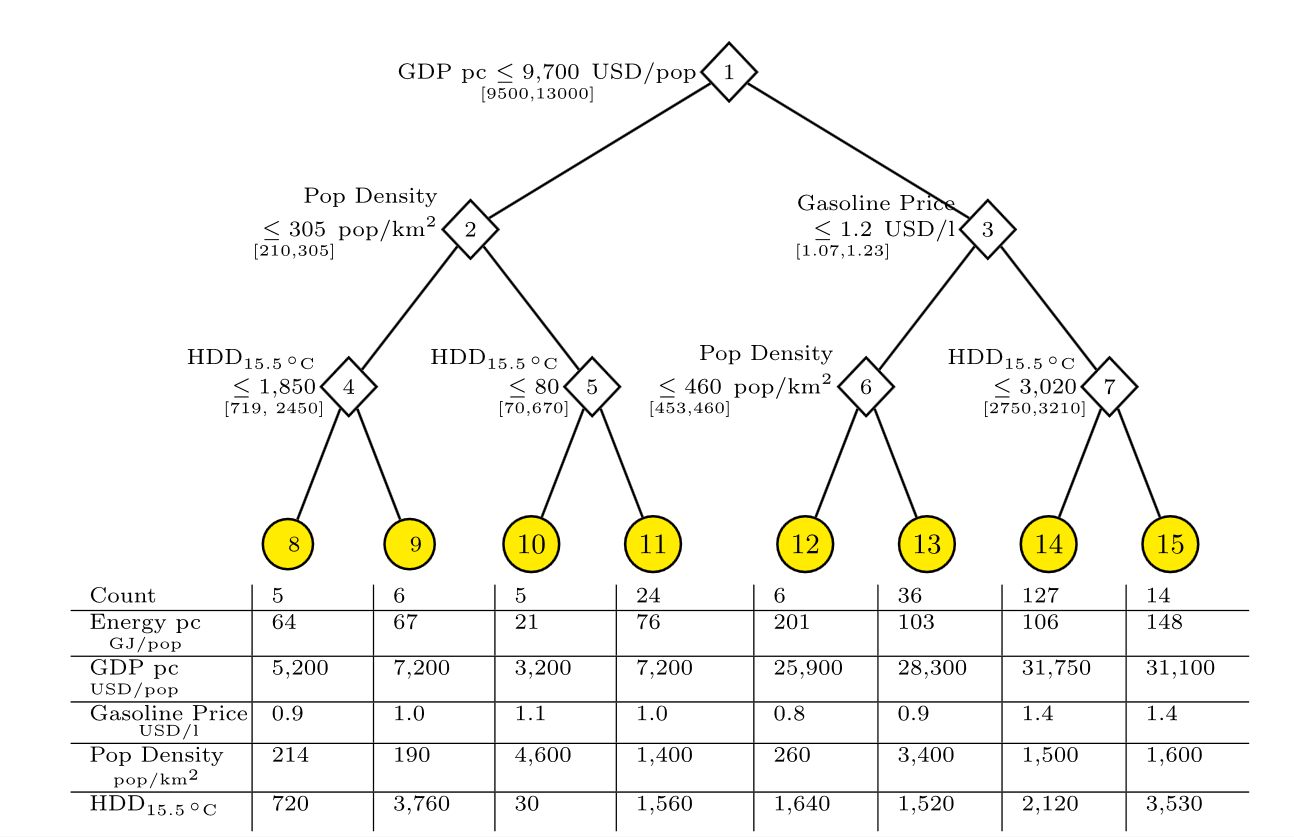 GDP pc ≤ 9,700 USD/pop 1
[9500,13000]
Pop Density
≤ 305 pop/km² 2
[210,305]
Gasoline Price
≤ 1.2 USD/l 3
[1.07,1.23]
HDD15.5°C
≤ 1,850 4
[719, 2450]
HDD15.5°C
≤ 80 5
[70,670]
Pop Density
≤ 460 pop/km² 6
[453,460]
HDD15.5°C
≤ 3,020 7
[2750,3210]
8 9 10 11 12 13 14 15
Count 5 6 5 24 6 36 127 14
Energy pc 64 67 21 76 201 103 106 148
GJ/pop
GDP pc 5,200 7,200 3,200 7,200 25,900 28,300 31,750 31,100
USD/pop
Gasoline Price 0.9 1.0 1.1 1.0 0.8 0.9 1.4 1.4
USD/l
Pop Density 214 190 4,600 1,400 260 3,400 1,500 1,600
pop/km²
HDD15.5°C 720 3,760 30 1,560 1,640 1,520 2,120 3,530